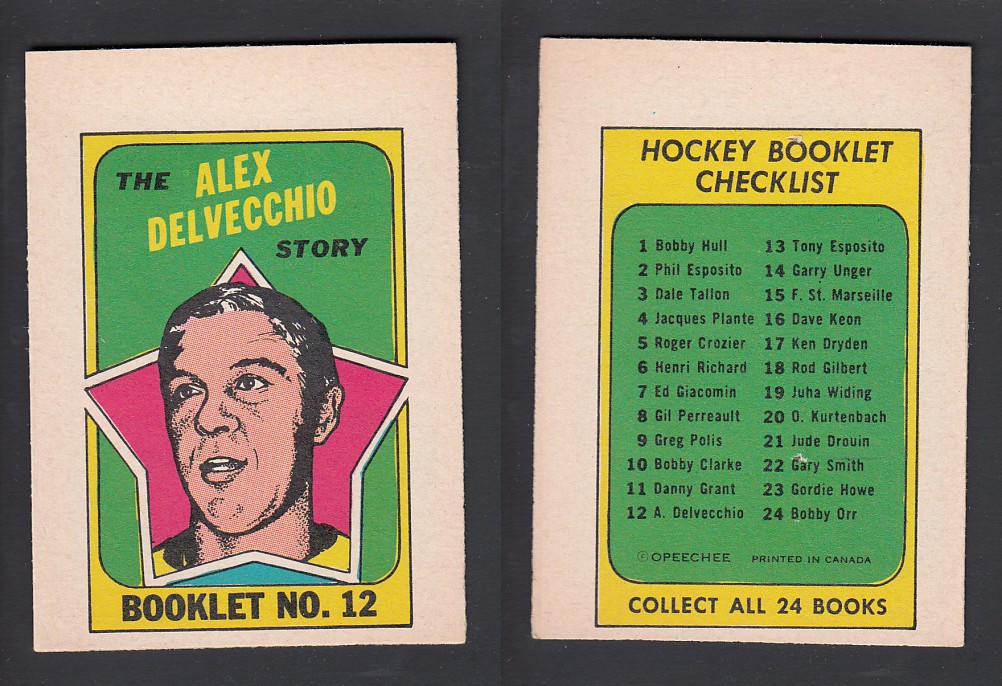 THE ALEX
DELVECCHIO
STORY
BOOKLET NO. 12
HOCKEY BOOKLET
CHECKLIST
1 Bobby Hull
2 Phil Esposito
3 Dale Tallon
4 Jacques Plante
5 Roger Crozier
6 Henri Richard
7 Ed Giacomin
8 Gil Perreault
9 Greg Polis
10 Bobby Clarke
11 Danny Grant
12 A. Delvecchio
13 Tony Esposito
14 Garry Unger
15 F. St. Marseille
16 Dave Keon
17 Ken Dryden
18 Rod Gilbert
19 Juha Widing
20 O. Kurtenbach
21 Jude Drouin
22 Gary Smith
23 Gordie Howe
24 Bobby Orr
© OPEECHEE PRINTED IN CANADA
COLLECT ALL 24 BOOKS